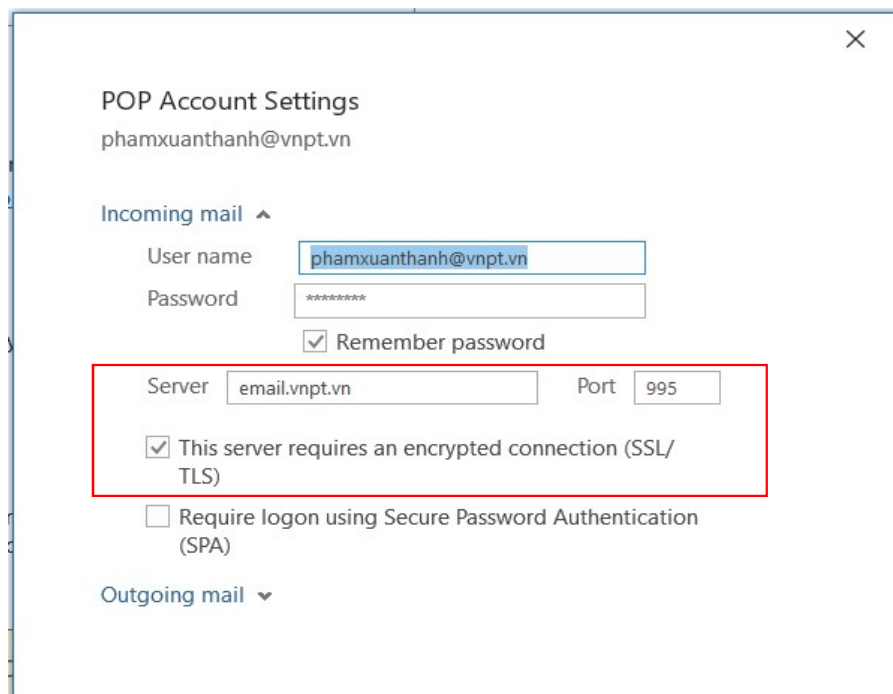 POP Account Settings
phamxuanthanh@vnpt.vn
Incoming mail
User name phamxuanthanh@vnpt.vn
Password ********
Remember password
Server email.vnpt.vn Port 995
This server requires an encrypted connection (SSL/
TLS)
Require logon using Secure Password Authentication
(SPA)
Outgoing mail